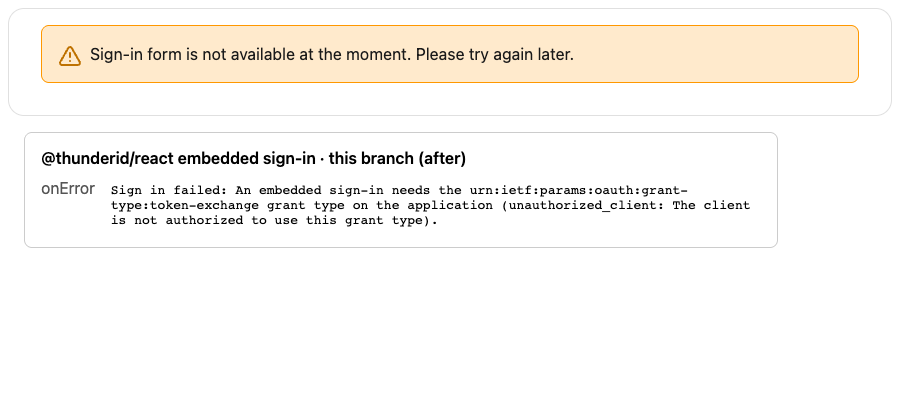 Sign-in form is not available at the moment. Please try again later.
@thunderid/react embedded sign-in · this branch (after)
onError Sign in failed: An embedded sign-in needs the urn:ietf:params:oauth:grant-
type:token-exchange grant type on the application (unauthorized_client: The client
is not authorized to use this grant type).